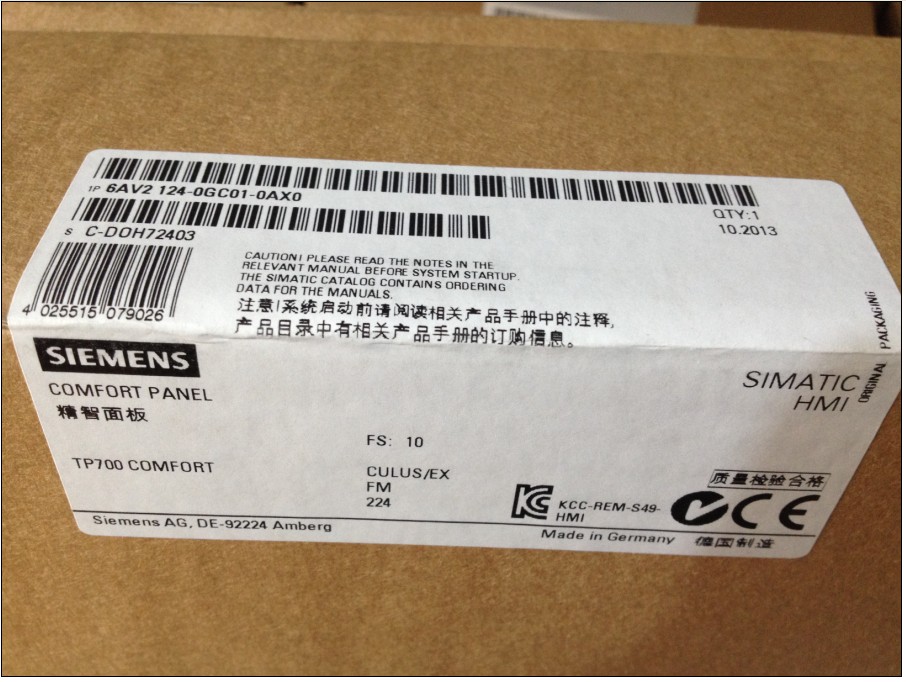 1P 6AV2 124-0GC01-0AX0
QTY:1
10.2013
S C-DOH72403
4 025515 079026
CAUTION! PLEASE READ THE NOTES IN THE
RELEVANT MANUAL BEFORE SYSTEM STARTUP.
THE SIMATIC CATALOG CONTAINS ORDERING
DATA FOR THE MANUALS.
注意!系统启动前请阅读相关产品手册中的注释,
产品目录中有相关产品手册的订购信息。
ORIGINAL PACKAGING
SIEMENS
COMFORT PANEL
精智面板
SIMATIC
HMI
FS: 10
TP700 COMFORT
CULUS/EX
FM
224
KCC-REM-S49-
HMI
质量检验合格
CE
Siemens AG, DE-92224 Amberg
Made in Germany 德国制造